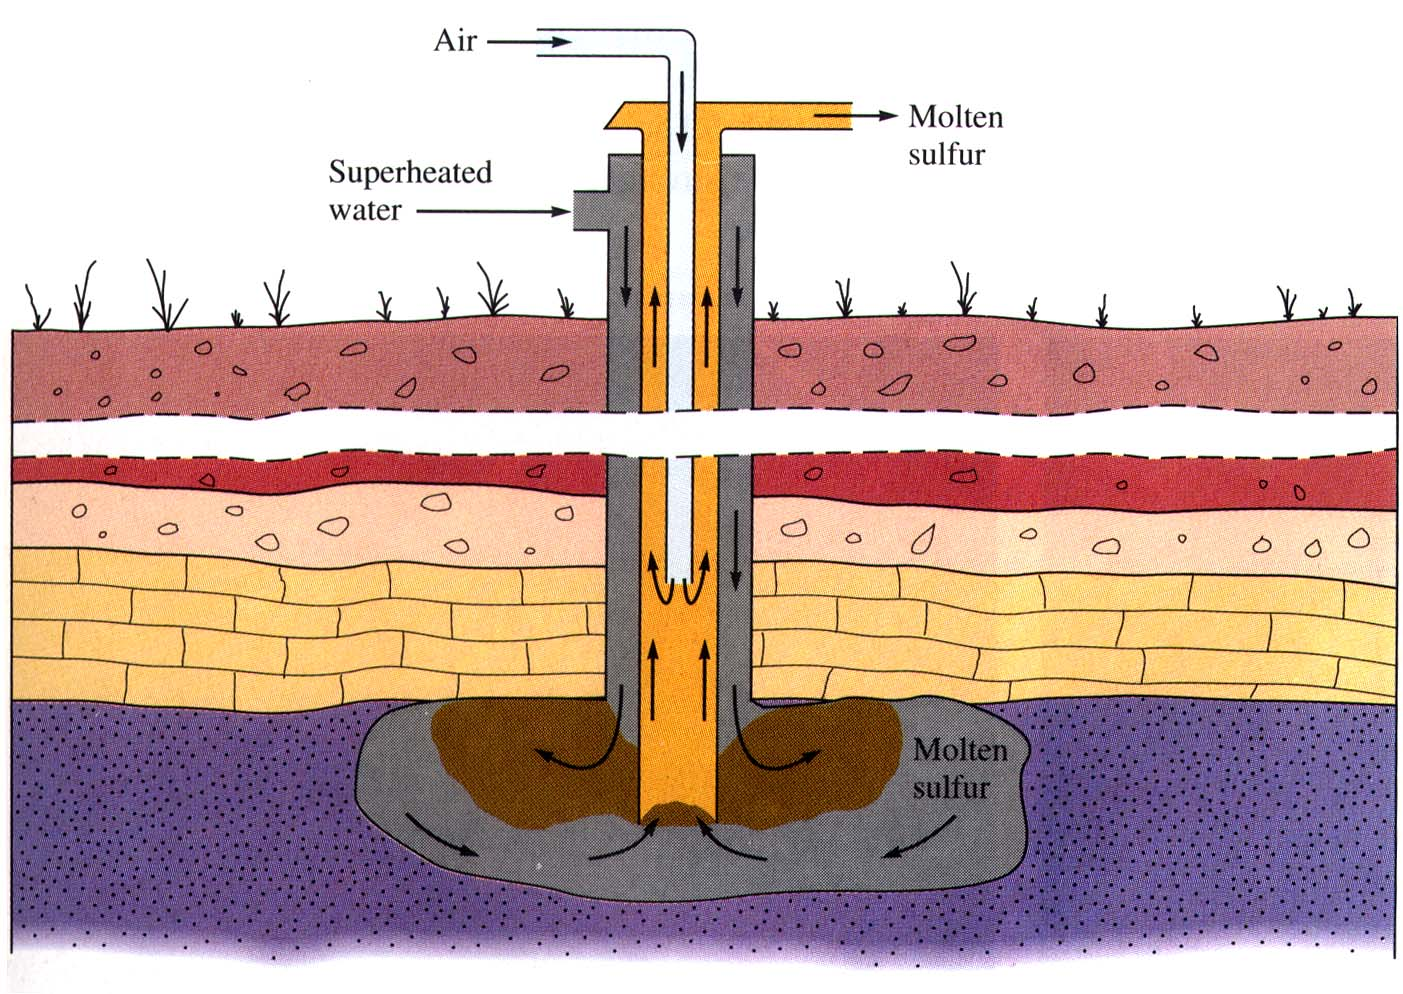 Air
Molten
sulfur
Superheated
water
Molten
sulfur